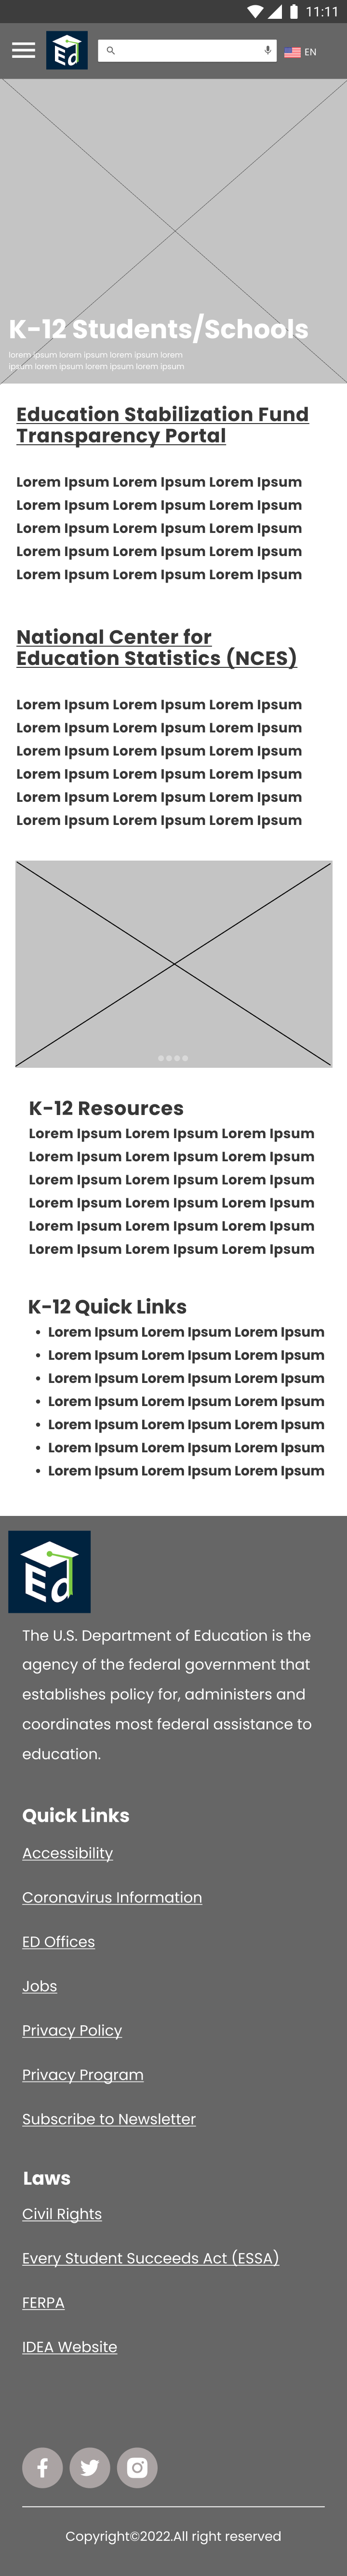 11:11
Ed
EN
K-12 Students/Schools
lorem ipsum lorem ipsum lorem ipsum lorem
ipsum lorem ipsum lorem ipsum lorem ipsum
Education Stabilization Fund
Transparency Portal
Lorem Ipsum Lorem Ipsum Lorem Ipsum
Lorem Ipsum Lorem Ipsum Lorem Ipsum
Lorem Ipsum Lorem Ipsum Lorem Ipsum
Lorem Ipsum Lorem Ipsum Lorem Ipsum
Lorem Ipsum Lorem Ipsum Lorem Ipsum
National Center for
Education Statistics (NCES)
Lorem Ipsum Lorem Ipsum Lorem Ipsum
Lorem Ipsum Lorem Ipsum Lorem Ipsum
Lorem Ipsum Lorem Ipsum Lorem Ipsum
Lorem Ipsum Lorem Ipsum Lorem Ipsum
Lorem Ipsum Lorem Ipsum Lorem Ipsum
Lorem Ipsum Lorem Ipsum Lorem Ipsum
K-12 Resources
Lorem Ipsum Lorem Ipsum Lorem Ipsum
Lorem Ipsum Lorem Ipsum Lorem Ipsum
Lorem Ipsum Lorem Ipsum Lorem Ipsum
Lorem Ipsum Lorem Ipsum Lorem Ipsum
Lorem Ipsum Lorem Ipsum Lorem Ipsum
Lorem Ipsum Lorem Ipsum Lorem Ipsum
K-12 Quick Links
• Lorem Ipsum Lorem Ipsum Lorem Ipsum
• Lorem Ipsum Lorem Ipsum Lorem Ipsum
• Lorem Ipsum Lorem Ipsum Lorem Ipsum
• Lorem Ipsum Lorem Ipsum Lorem Ipsum
• Lorem Ipsum Lorem Ipsum Lorem Ipsum
• Lorem Ipsum Lorem Ipsum Lorem Ipsum
• Lorem Ipsum Lorem Ipsum Lorem Ipsum
Ed
The U.S. Department of Education is the
agency of the federal government that
establishes policy for, administers and
coordinates most federal assistance to
education.
Quick Links
Accessibility
Coronavirus Information
ED Offices
Jobs
Privacy Policy
Privacy Program
Subscribe to Newsletter
Laws
Civil Rights
Every Student Succeeds Act (ESSA)
FERPA
IDEA Website
Copyright©2022.All right reserved